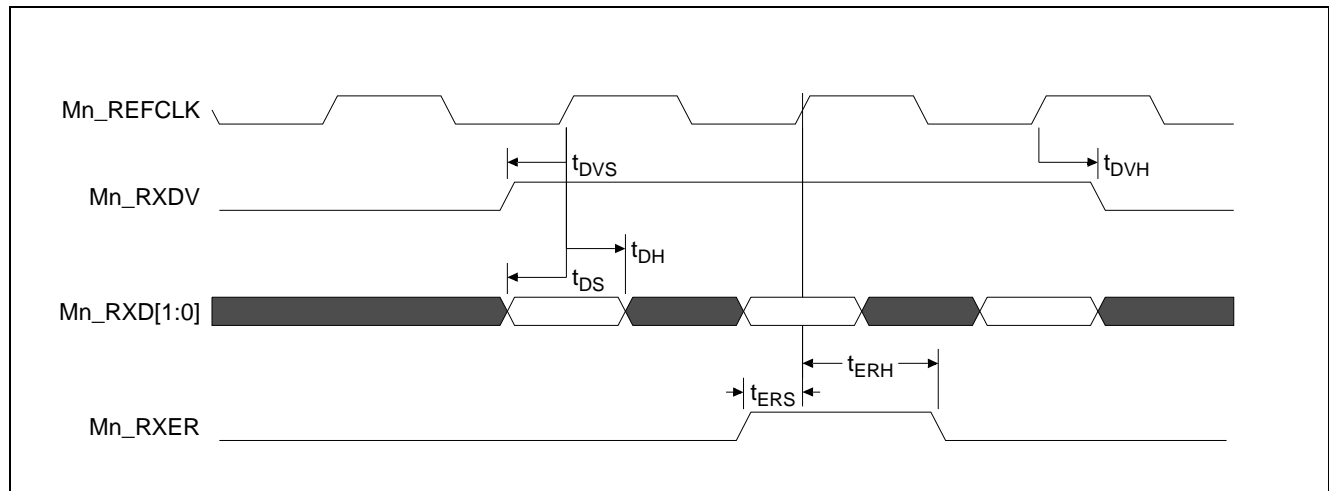 Mn_REFCLK
tDVS
tDVH
Mn_RXDV
tDH
tDS
Mn_RXD[1:0]
tERH
tERS
Mn_RXER